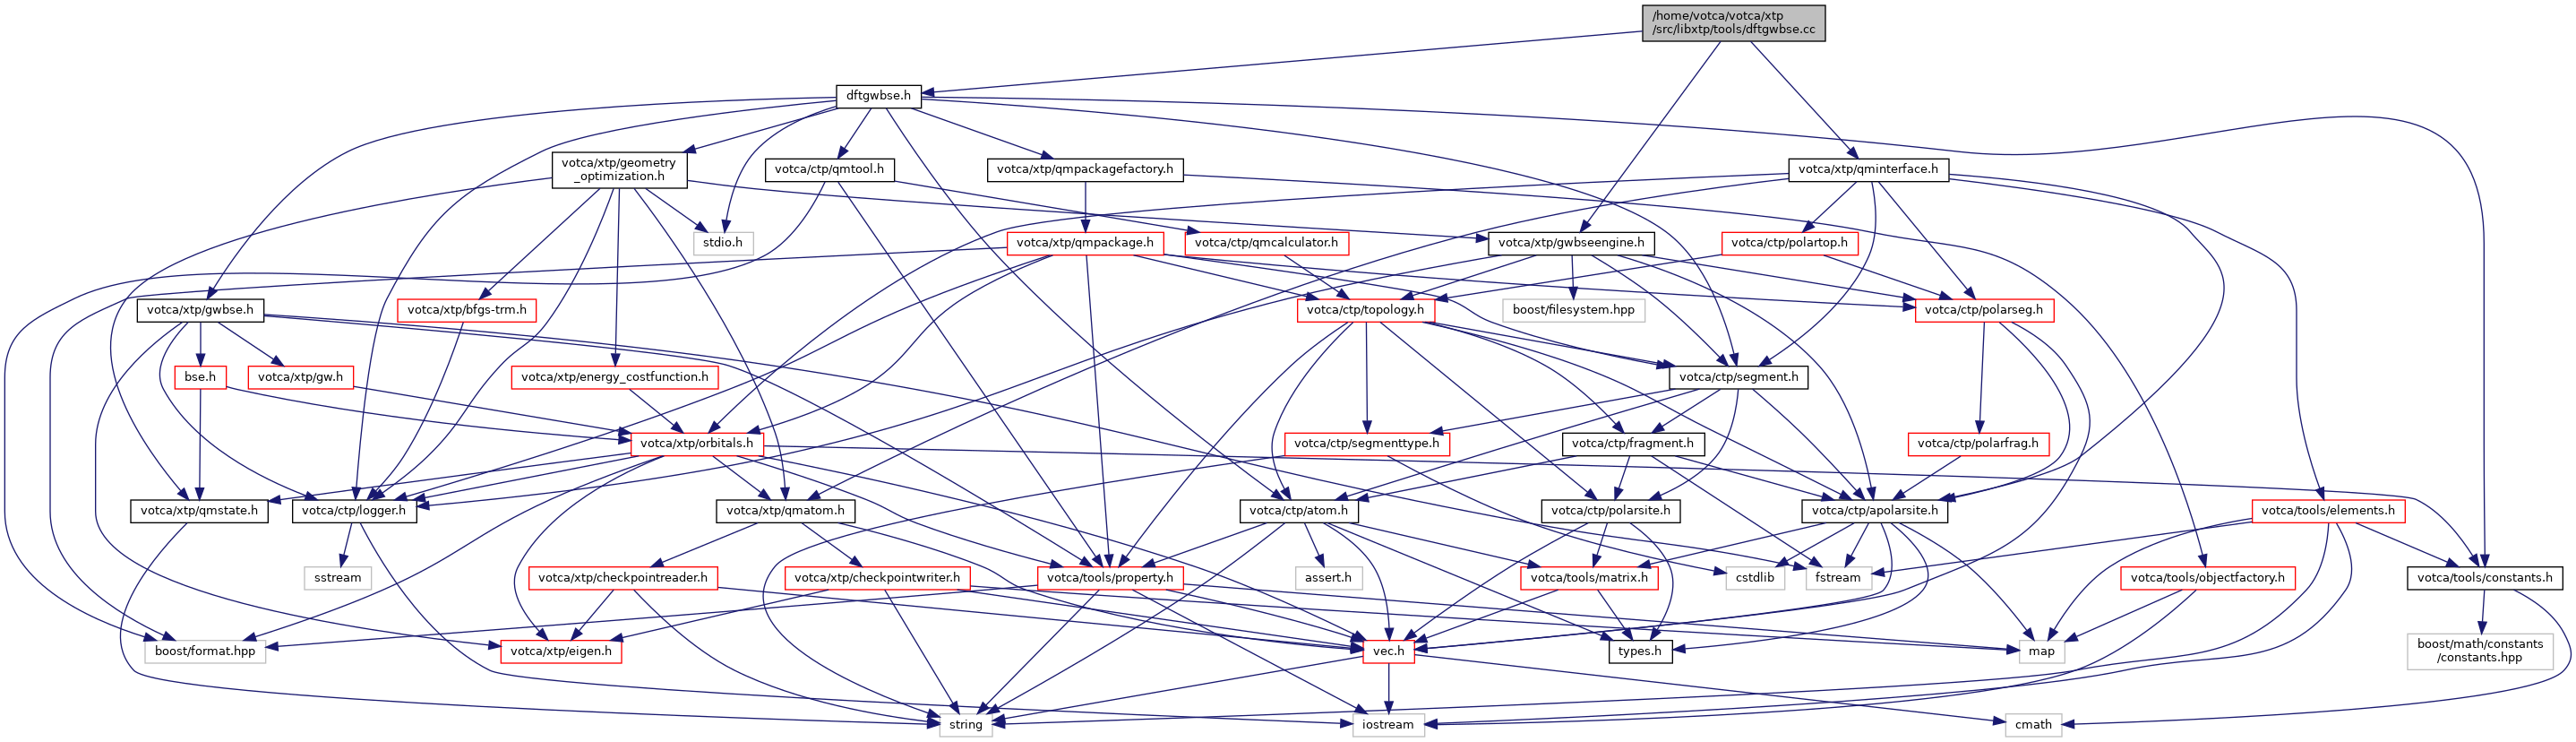 /home/votca/votca/xtp
/src/libxtp/tools/dftgwbse.cc
dftgwbse.h
votca/xtp/geometry
_optimization.h
votca/ctp/qmtool.h
votca/xtp/qmpackagefactory.h
votca/xtp/qminterface.h
stdio.h
votca/xtp/qmpackage.h
votca/ctp/qmcalculator.h
votca/xtp/gwbseengine.h
votca/ctp/polartop.h
votca/xtp/gwbse.h
votca/xtp/bfgs-trm.h
votca/ctp/topology.h
boost/filesystem.hpp
votca/ctp/polarseg.h
bse.h
votca/xtp/gw.h
votca/xtp/energy_costfunction.h
votca/ctp/segment.h
votca/xtp/orbitals.h
votca/ctp/segmenttype.h
votca/ctp/fragment.h
votca/ctp/polarfrag.h
votca/xtp/qmstate.h
votca/ctp/logger.h
votca/xtp/qmatom.h
votca/ctp/atom.h
votca/ctp/polarsite.h
votca/ctp/apolarsite.h
votca/tools/elements.h
sstream
votca/xtp/checkpointreader.h
votca/xtp/checkpointwriter.h
votca/tools/property.h
assert.h
votca/tools/matrix.h
cstdlib
fstream
votca/tools/objectfactory.h
votca/tools/constants.h
boost/format.hpp
votca/xtp/eigen.h
vec.h
types.h
map
boost/math/constants
/constants.hpp
string
iostream
cmath